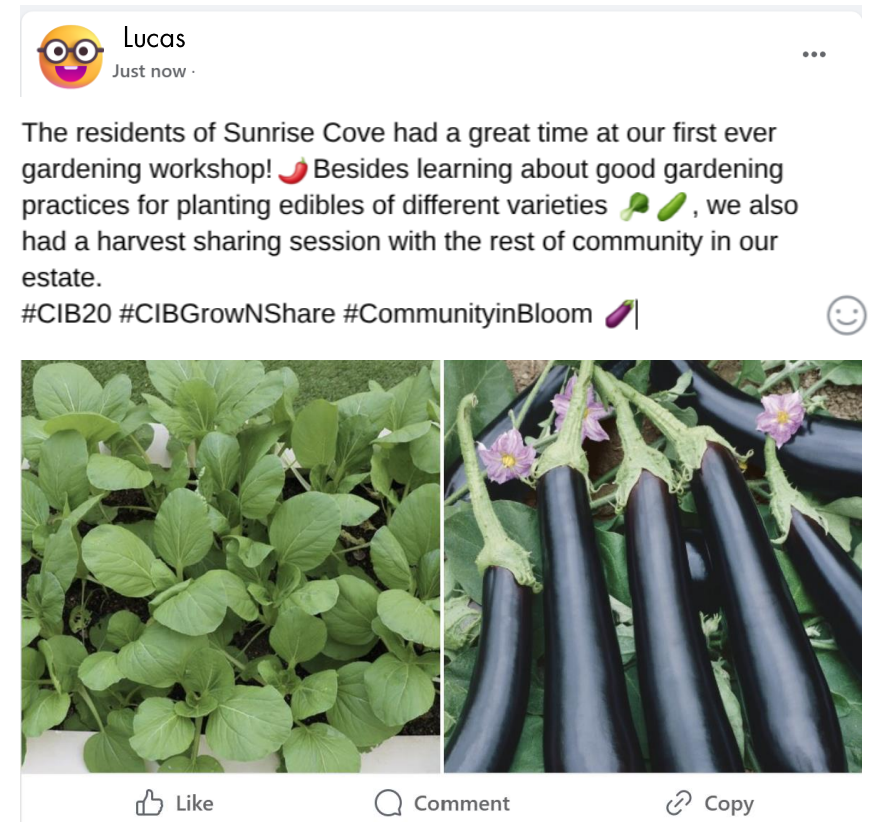 Lucas
Just now ·
The residents of Sunrise Cove had a great time at our first ever
gardening workshop! 🌶️ Besides learning about good gardening
practices for planting edibles of different varieties 🥬 🥒 , we also
had a harvest sharing session with the rest of community in our
estate.
#CIB20 #CIBGrowNShare #CommunityinBloom 🍆
Like
Comment
Copy